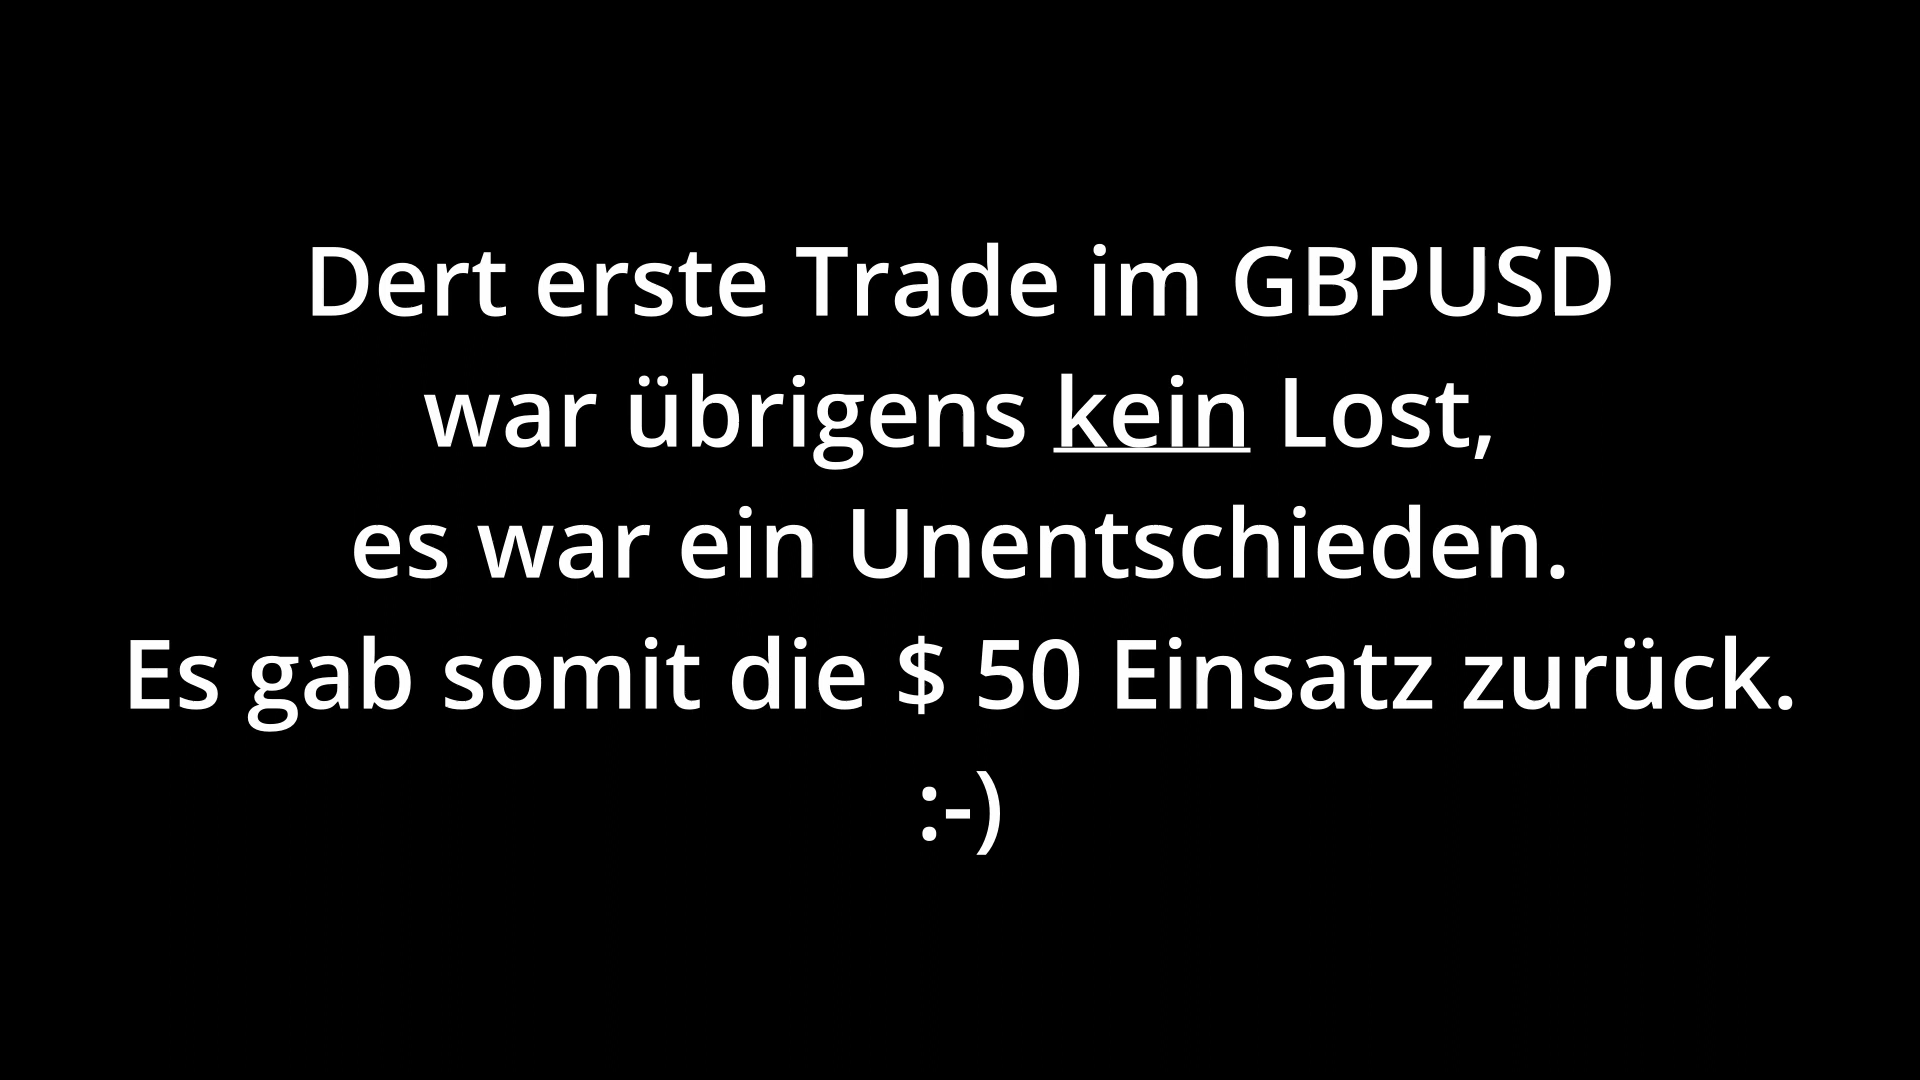 Dert erste Trade im GBPUSD
war übrigens kein Lost,
es war ein Unentschieden.
Es gab somit die $ 50 Einsatz zurück.
:-)